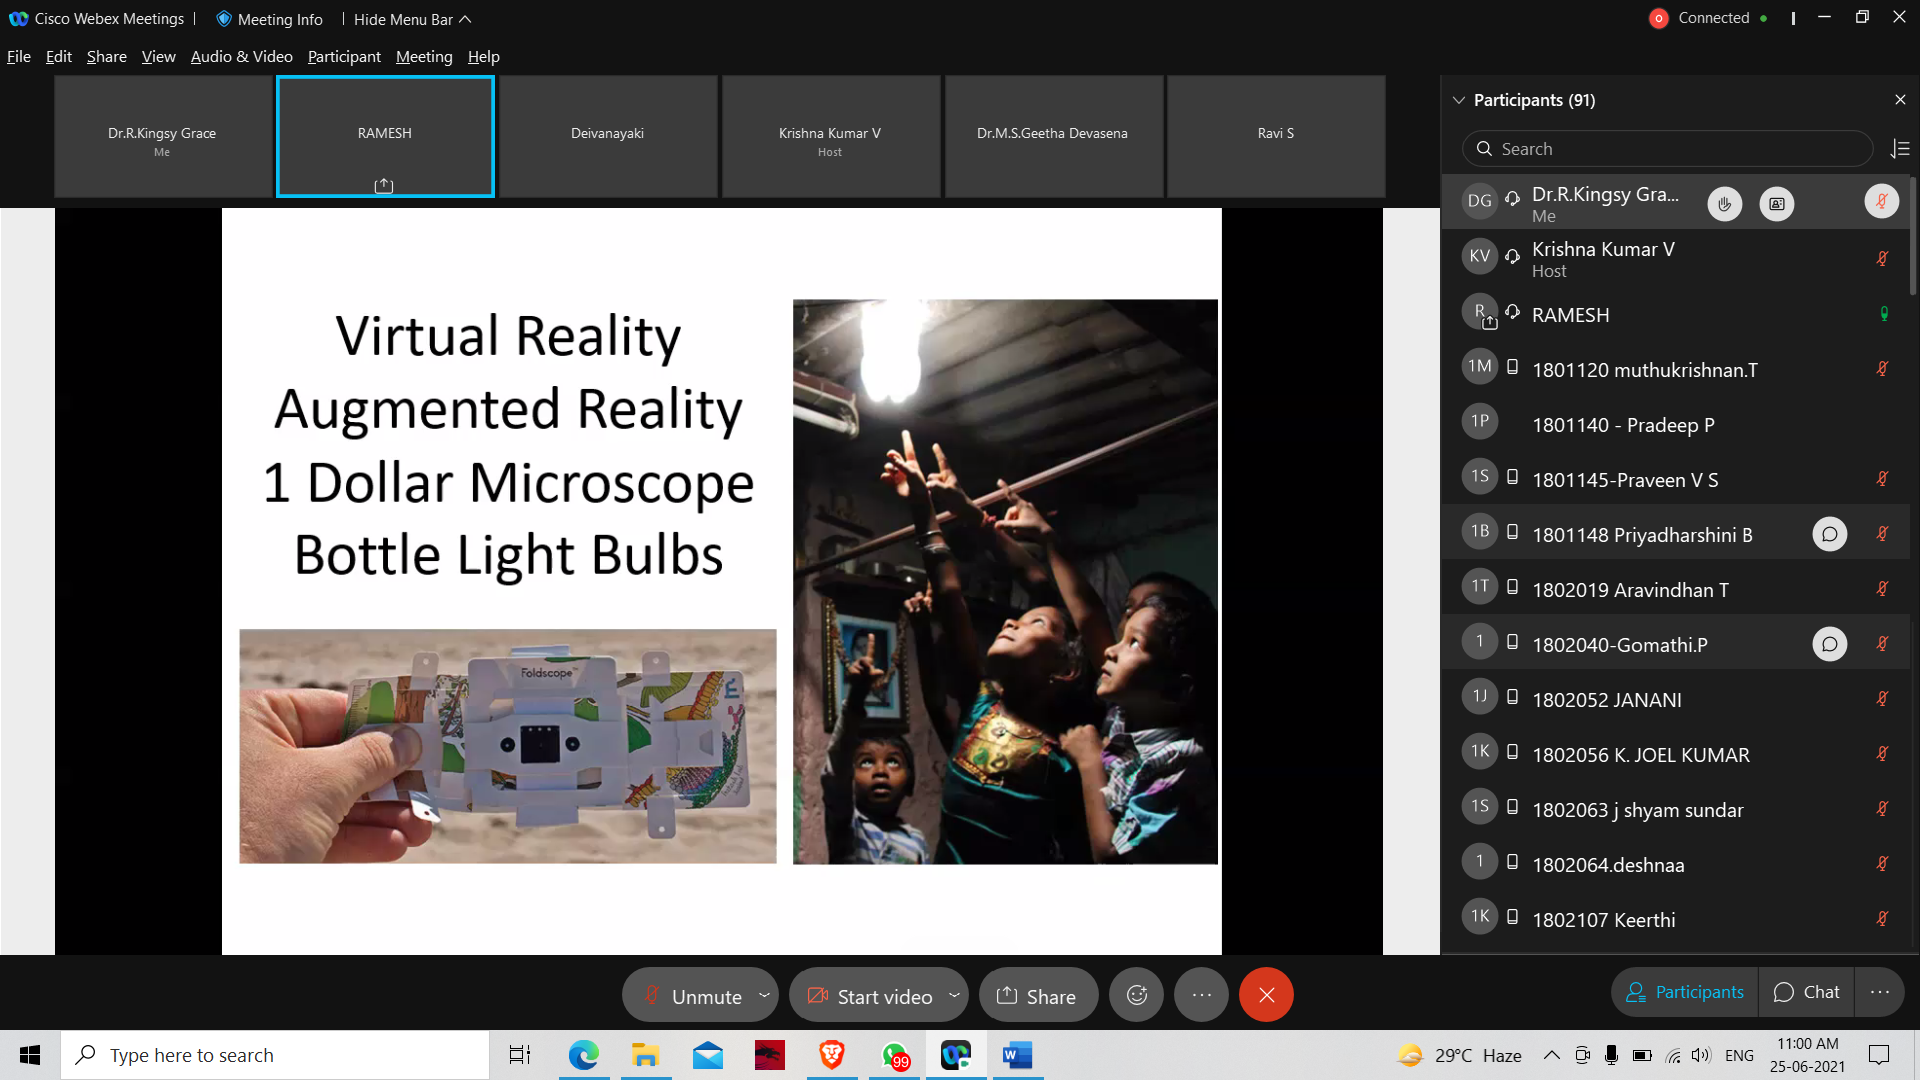 Cisco Webex Meetings
Meeting Info
Hide Menu Bar
Connected
File Edit Share View Audio & Video Participant Meeting Help
Dr.R.Kingsy Grace
Me
RAMESH
Deivanayaki
Krishna Kumar V
Host
Dr.M.S.Geetha Devasena
Ravi S
Virtual Reality
Augmented Reality
1 Dollar Microscope
Bottle Light Bulbs
Foldscope™
Participants (91)
Search
DG Dr.R.Kingsy Gra...
Me
KV Krishna Kumar V
Host
R RAMESH
1M 1801120 muthukrishnan.T
1P 1801140 - Pradeep P
1S 1801145-Praveen V S
1B 1801148 Priyadharshini B
1T 1802019 Aravindhan T
1 1802040-Gomathi.P
1J 1802052 JANANI
1K 1802056 K. JOEL KUMAR
1S 1802063 j shyam sundar
1 1802064.deshnaa
1K 1802107 Keerthi
Unmute
Start video
Share
Participants
Chat
Type here to search
99
29°C Haze
ENG
11:00 AM
25-06-2021